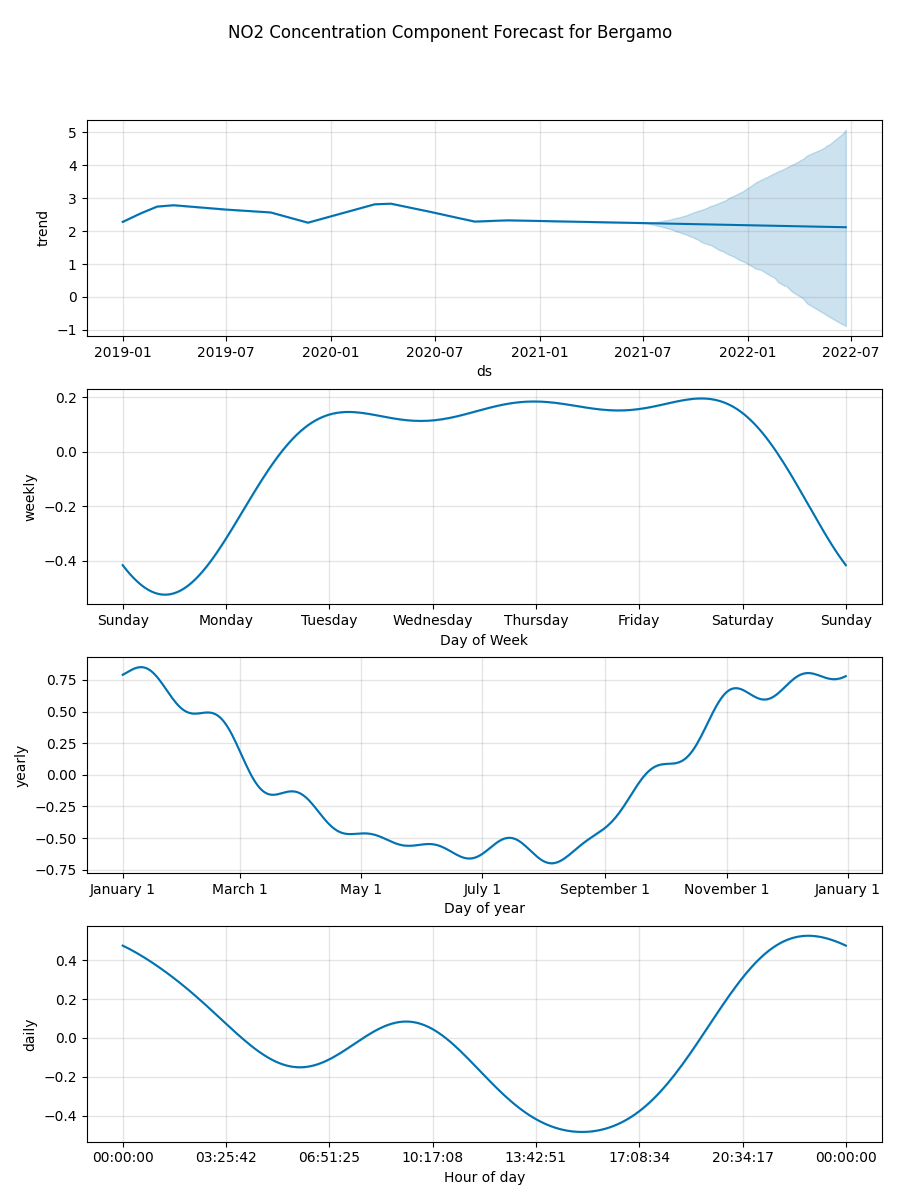 NO2 Concentration Component Forecast for Bergamo
5
4
3
2
1
0
−1
trend
2019-01 2019-07 2020-01 2020-07 2021-01 2021-07 2022-01 2022-07
ds
0.2
0.0
−0.2
−0.4
weekly
Sunday Monday Tuesday Wednesday Thursday Friday Saturday Sunday
Day of Week
0.75
0.50
0.25
0.00
−0.25
−0.50
−0.75
yearly
January 1 March 1 May 1 July 1 September 1 November 1 January 1
Day of year
0.4
0.2
0.0
−0.2
−0.4
daily
00:00:00 03:25:42 06:51:25 10:17:08 13:42:51 17:08:34 20:34:17 00:00:00
Hour of day